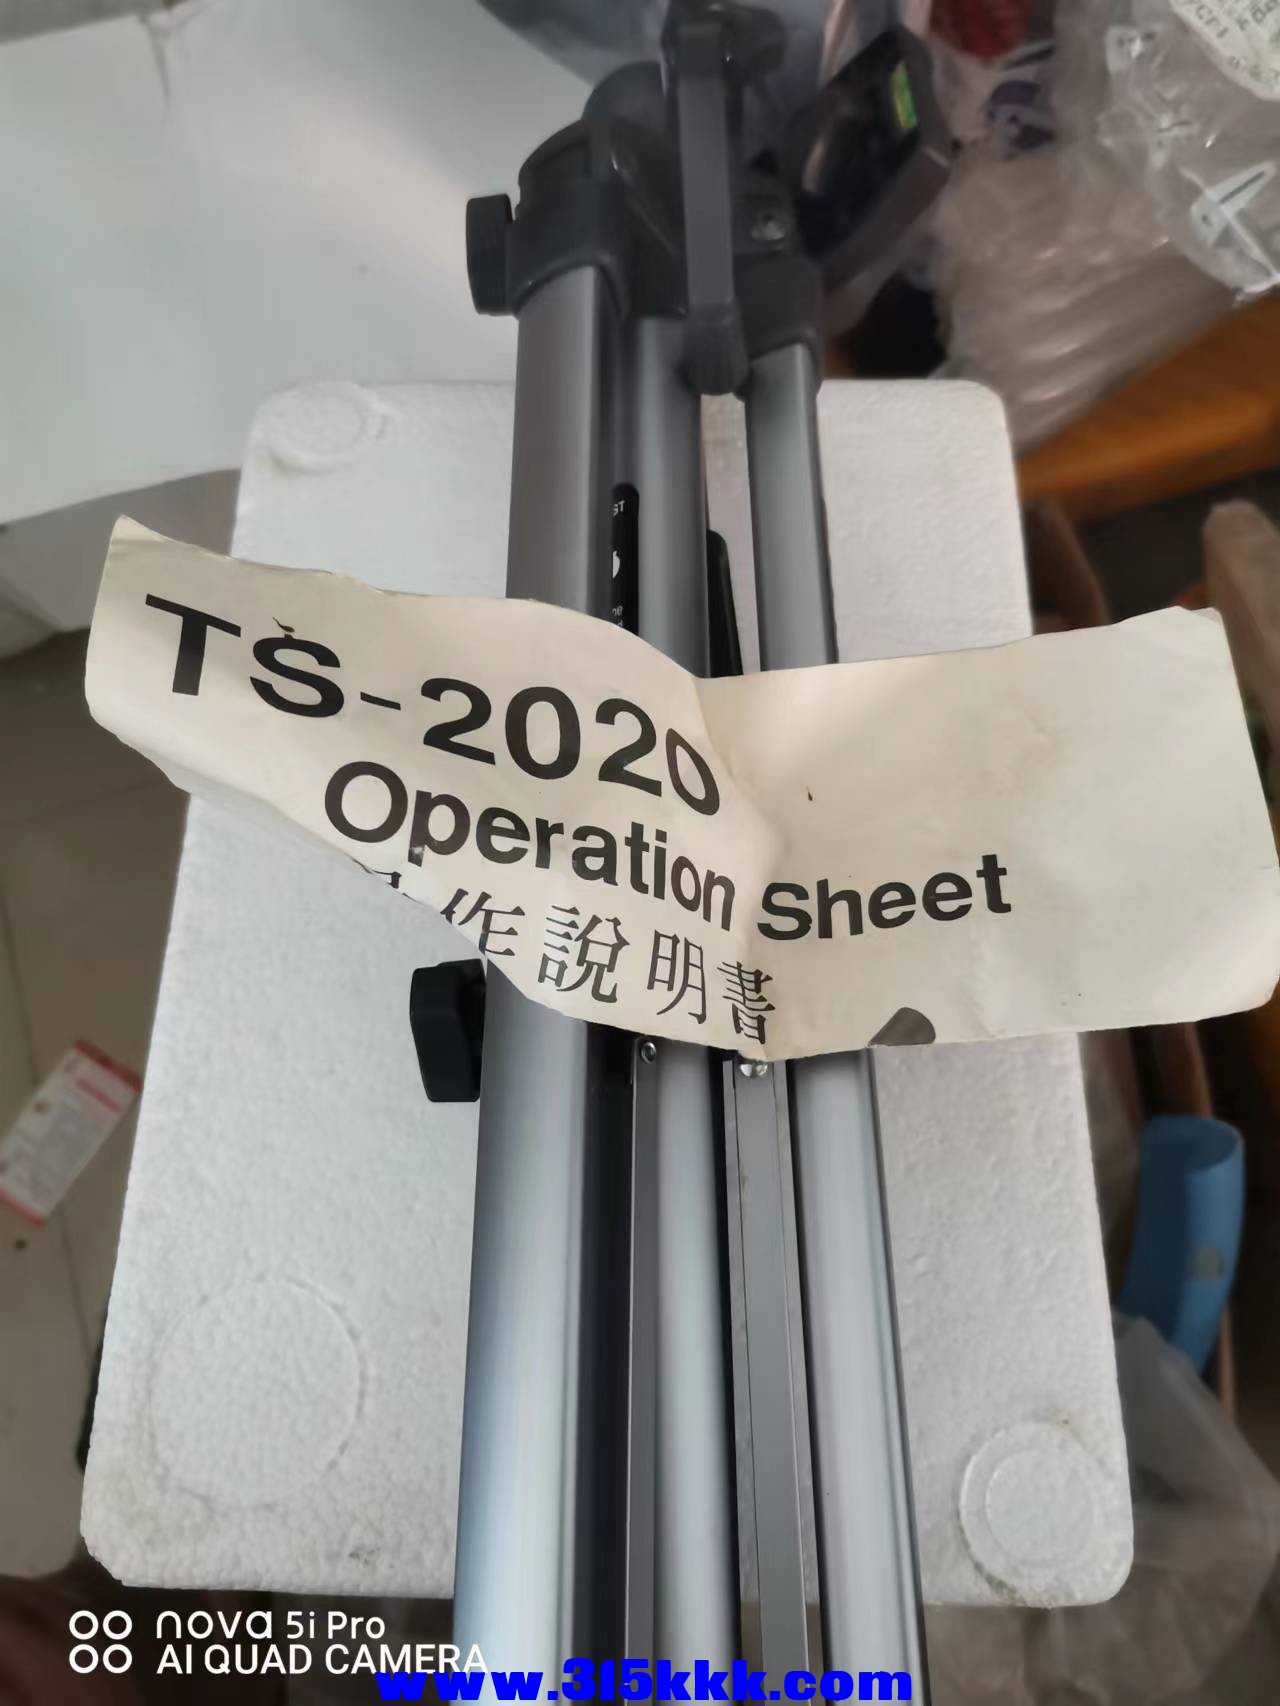 TS-2020
Operation Sheet
作說明書
nova 5i Pro
AI QUAD CAMERA
www.315kkk.com